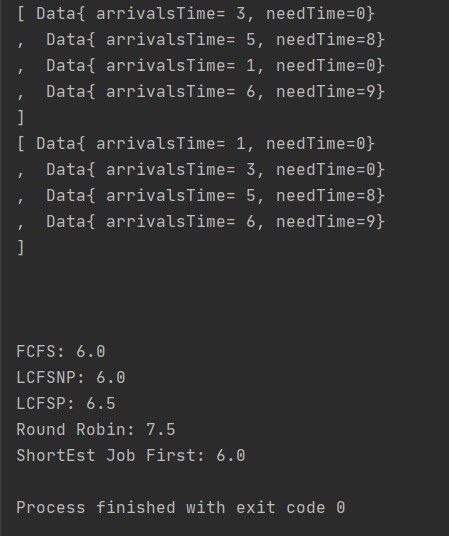 [ Data{ arrivalsTime= 3, needTime=0}
,  Data{ arrivalsTime= 5, needTime=8}
,  Data{ arrivalsTime= 1, needTime=0}
,  Data{ arrivalsTime= 6, needTime=9}
]
[ Data{ arrivalsTime= 1, needTime=0}
,  Data{ arrivalsTime= 3, needTime=0}
,  Data{ arrivalsTime= 5, needTime=8}
,  Data{ arrivalsTime= 6, needTime=9}
]
FCFS: 6.0
LCFSNP: 6.0
LCFSP: 6.5
Round Robin: 7.5
ShortEst Job First: 6.0
Process finished with exit code 0